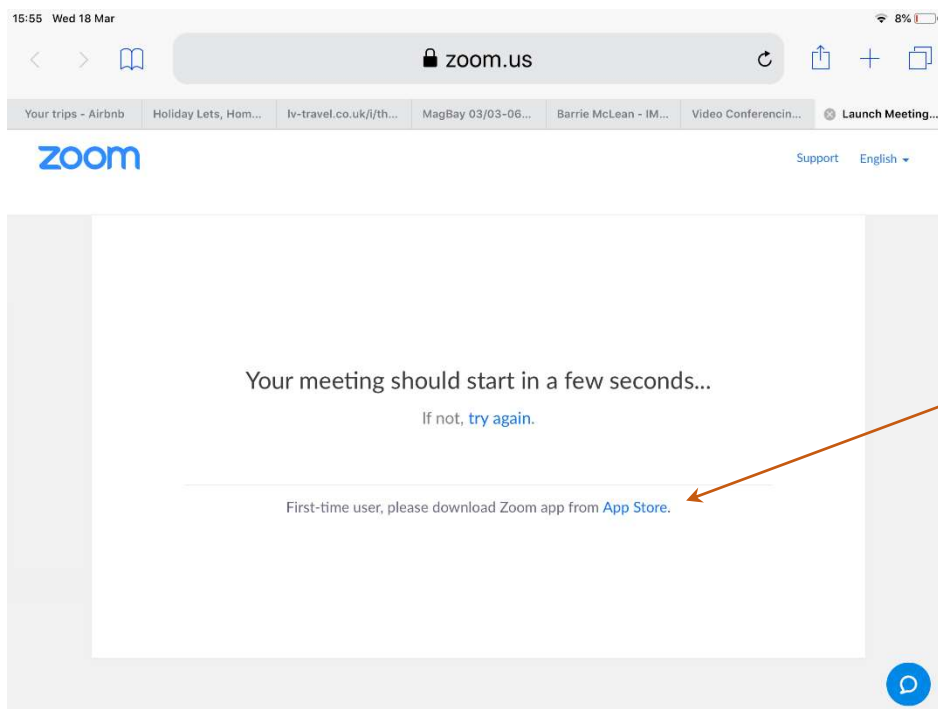 15:55 Wed 18 Mar 8%
zoom.us
Your trips - Airbnb Holiday Lets, Hom... lv-travel.co.uk/i/th... MagBay 03/03-06... Barrie McLean - IM... Video Conferencin... Launch Meeting...
zoom Support English
Your meeting should start in a few seconds...
If not, try again.
First-time user, please download Zoom app from App Store.